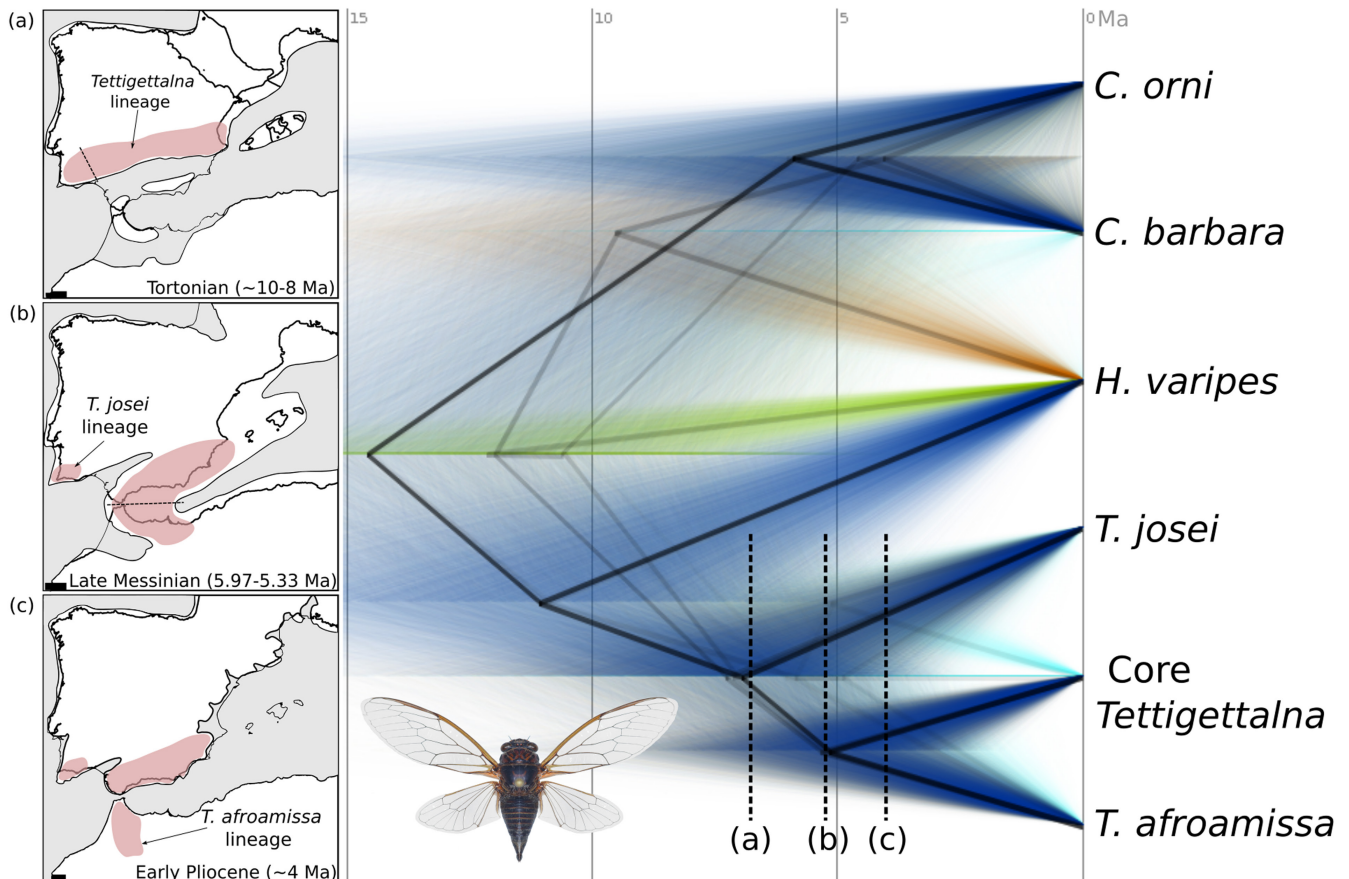 (a)
Tettigettalna
lineage
Tortonian (~10-8 Ma)
(b)
T. josei
lineage
Late Messinian (5.97-5.33 Ma)
(c)
T. afroamissa
lineage
Early Pliocene (~4 Ma)
15
10
5
0 Ma
C. orni
C. barbara
H. varipes
T. josei
Core
Tettigettalna
T. afroamissa
(a)
(b)
(c)